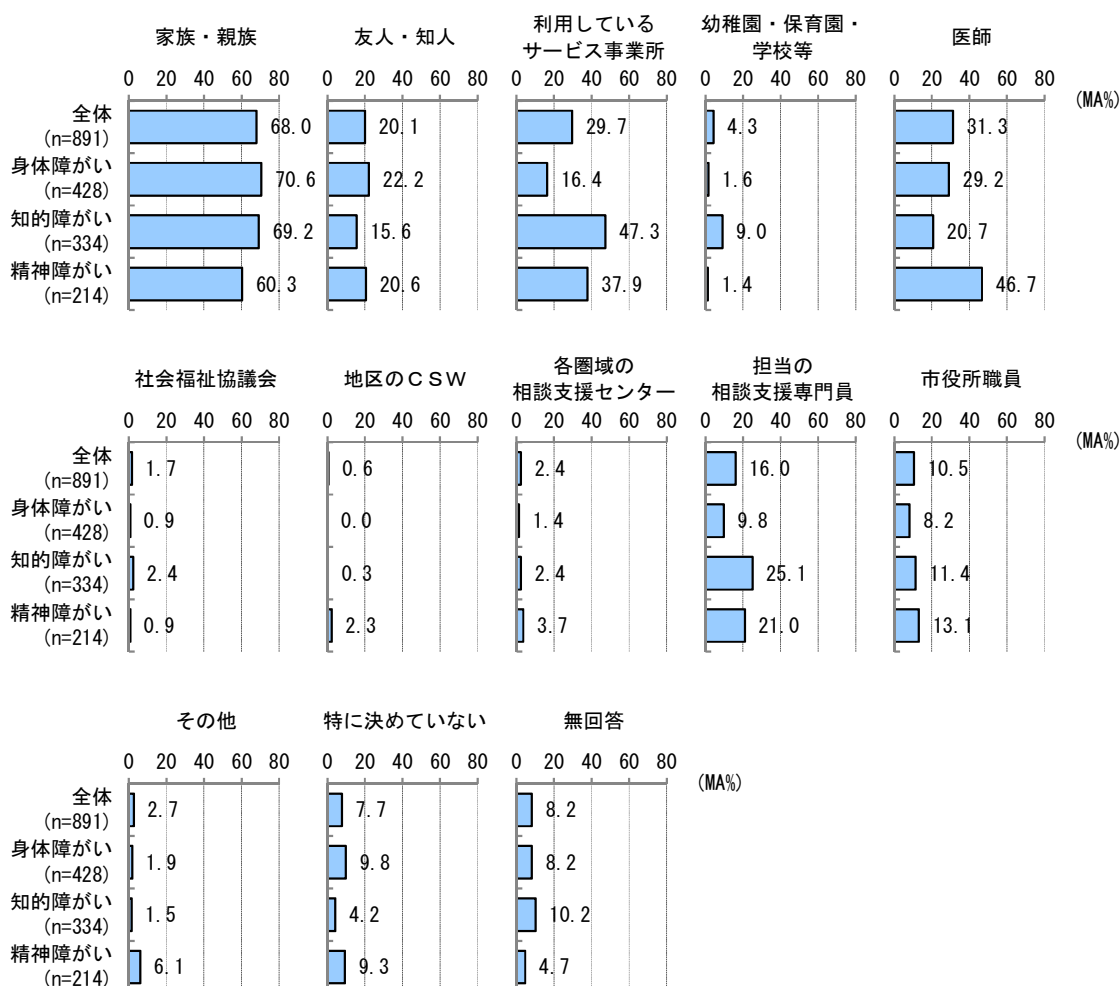 家族・親族
友人・知人
利用している
サービス事業所
幼稚園・保育園・
学校等
医師
0 20 40 60 80
0 20 40 60 80
0 20 40 60 80
0 20 40 60 80
0 20 40 60 80
(MA%)
全体
(n=891)
68.0
20.1
29.7
4.3
31.3
身体障がい
(n=428)
70.6
22.2
16.4
1.6
29.2
知的障がい
(n=334)
69.2
15.6
47.3
9.0
20.7
精神障がい
(n=214)
60.3
20.6
37.9
1.4
46.7
社会福祉協議会
地区のCSW
各圏域の
相談支援センター
担当の
相談支援専門員
市役所職員
0 20 40 60 80
0 20 40 60 80
0 20 40 60 80
0 20 40 60 80
0 20 40 60 80
(MA%)
全体
(n=891)
1.7
0.6
2.4
16.0
10.5
身体障がい
(n=428)
0.9
0.0
1.4
9.8
8.2
知的障がい
(n=334)
2.4
0.3
2.4
25.1
11.4
精神障がい
(n=214)
0.9
2.3
3.7
21.0
13.1
その他
特に決めていない
無回答
0 20 40 60 80
0 20 40 60 80
0 20 40 60 80
(MA%)
全体
(n=891)
2.7
7.7
8.2
身体障がい
(n=428)
1.9
9.8
8.2
知的障がい
(n=334)
1.5
4.2
10.2
精神障がい
(n=214)
6.1
9.3
4.7